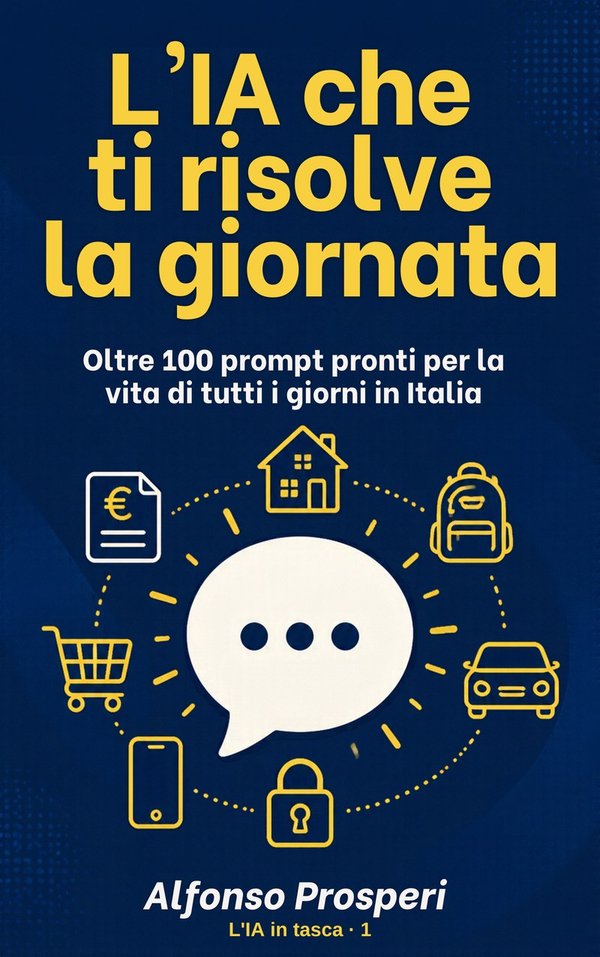 L'IA che
ti risolve
la giornata
Oltre 100 prompt pronti per la
vita di tutti i giorni in Italia
€
Alfonso Prosperi
L'IA in tasca · 1